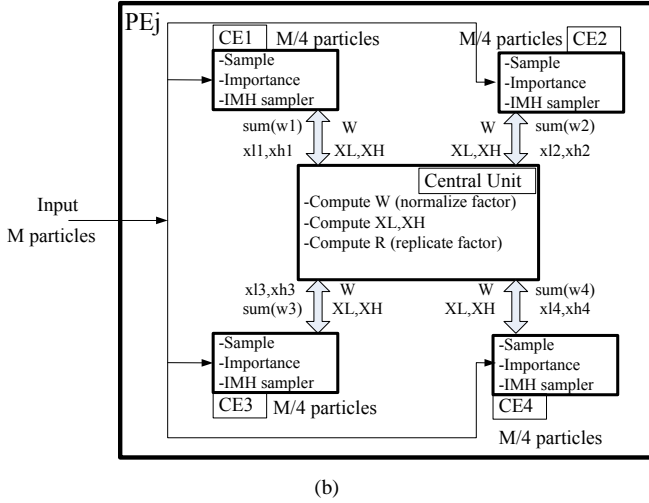 PEj
CE1
M/4 particles
-Sample
-Importance
-IMH sampler
M/4 particles
CE2
-Sample
-Importance
-IMH sampler
sum(w1)
W
xl1,xh1
XL,XH
W
sum(w2)
XL,XH
xl2,xh2
Central Unit
-Compute W (normalize factor)
-Compute XL,XH
-Compute R (replicate factor)
Input
M particles
xl3,xh3
W
sum(w3)
XL,XH
W
sum(w4)
XL,XH
xl4,xh4
-Sample
-Importance
-IMH sampler
CE3
M/4 particles
-Sample
-Importance
-IMH sampler
CE4
M/4 particles
(b)